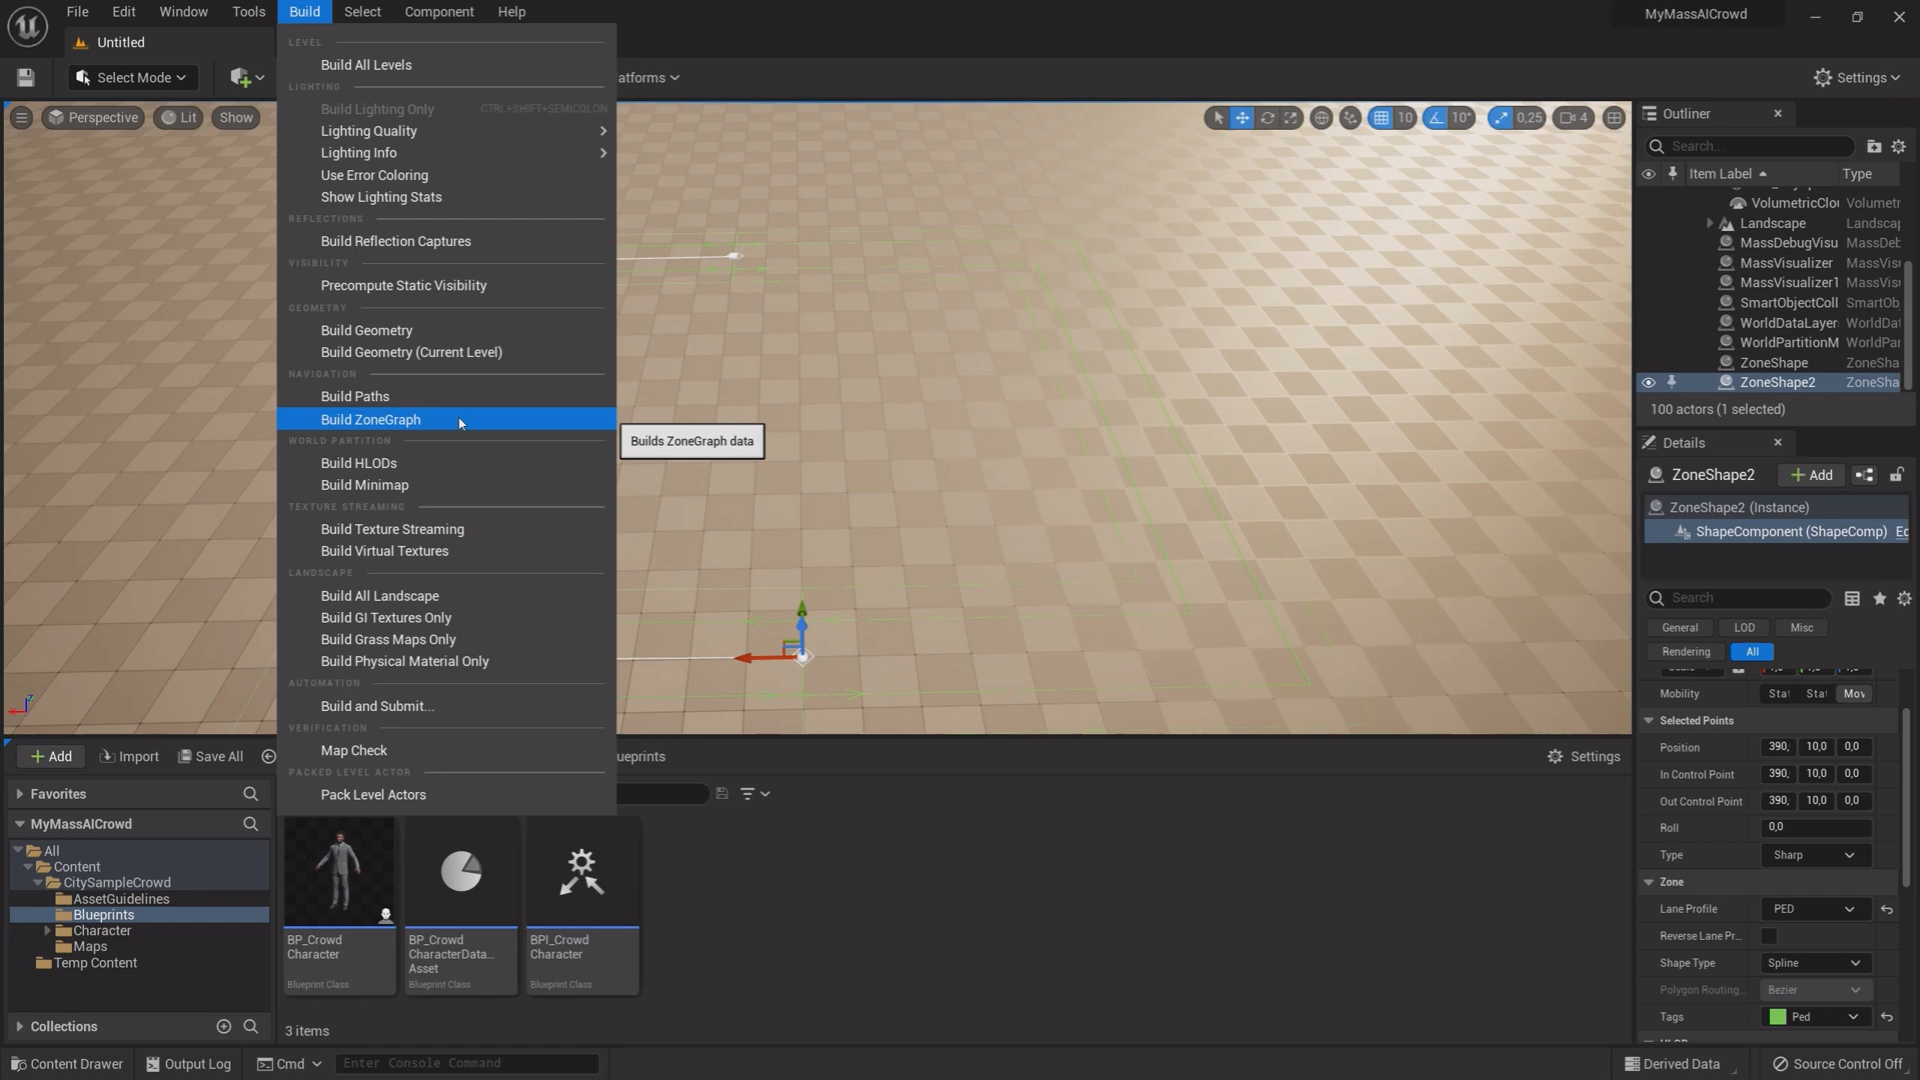 File Edit Window Tools Build Select Component Help
MyMassAICrowd
Untitled
Select Mode
atforms
Settings
Perspective
Lit
Show
10
10°
0,25
4
LEVEL
Build All Levels
LIGHTING
Build Lighting Only CTRL+SHIFT+SEMICOLON
Lighting Quality
Lighting Info
Use Error Coloring
Show Lighting Stats
REFLECTIONS
Build Reflection Captures
VISIBILITY
Precompute Static Visibility
GEOMETRY
Build Geometry
Build Geometry (Current Level)
NAVIGATION
Build Paths
Build ZoneGraph
Builds ZoneGraph data
WORLD PARTITION
Build HLODs
Build Minimap
TEXTURE STREAMING
Build Texture Streaming
Build Virtual Textures
LANDSCAPE
Build All Landscape
Build GI Textures Only
Build Grass Maps Only
Build Physical Material Only
AUTOMATION
Build and Submit...
VERIFICATION
Map Check
PACKED LEVEL ACTOR
Pack Level Actors
Outliner
Search...
Item Label Type
VolumetricClou Volumetr
Landscape Landscap
MassDebugVisu MassDeb
MassVisualizer MassVis
MassVisualizer1 MassVis
SmartObjectColl SmartOb
WorldDataLayer WorldDat
WorldPartitionM WorldPar
ZoneShape ZoneSha
ZoneShape2 ZoneSha
100 actors (1 selected)
Details
ZoneShape2
Add
ZoneShape2 (Instance)
ShapeComponent (ShapeComp) Ed
Search
General LOD Misc
Rendering All
Mobility Stat Stat Mov
Selected Points
Position 390, 10,0 0,0
In Control Point 390, 10,0 0,0
Out Control Point 390, 10,0 0,0
Roll 0,0
Type Sharp
Zone
Lane Profile PED
Reverse Lane Pr...
Shape Type Spline
Polygon Routing... Bezier
Tags Ped
Add Import Save All
lueprints
Settings
Favorites
MyMassAICrowd
All
Content
CitySampleCrowd
AssetGuidelines
Blueprints
Character
Maps
Temp Content
Collections
BP_Crowd
Character
Blueprint Class
BP_Crowd
CharacterData...
Asset
Blueprint Class
BPI_Crowd
Character
Blueprint Class
3 items
Content Drawer Output Log Cmd Enter Console Command
Derived Data Source Control Off